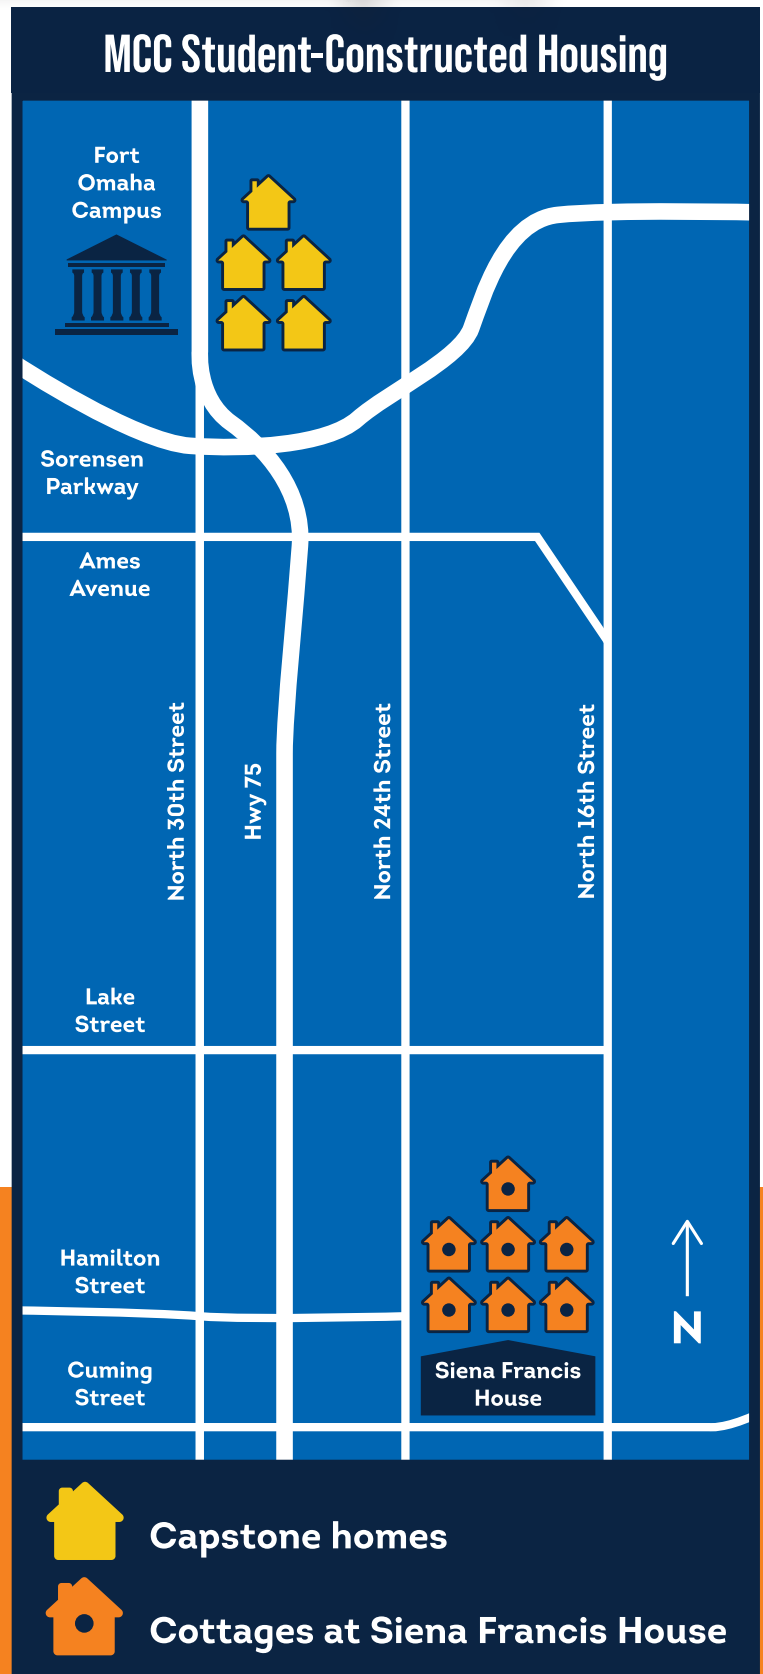 MCC Student-Constructed Housing
Fort
Omaha
Campus
Sorensen
Parkway
Ames
Avenue
North 30th Street
Hwy 75
North 24th Street
North 16th Street
Lake
Street
Hamilton
Street
N
Cuming
Street
Siena Francis
House
Capstone homes
Cottages at Siena Francis House